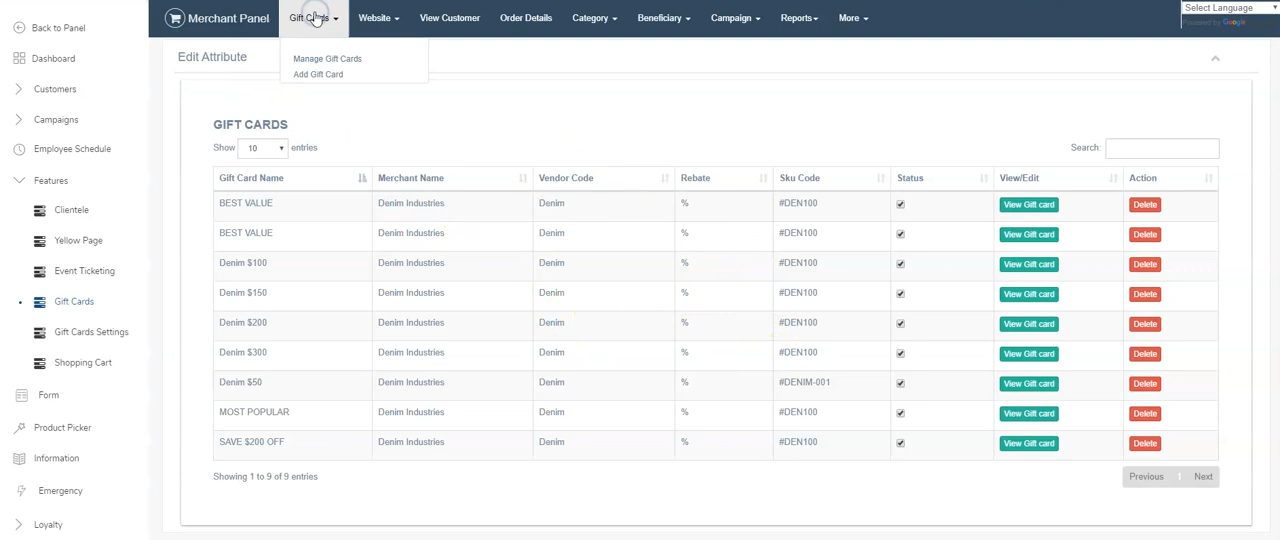 Back to Panel
Dashboard
Customers
Campaigns
Employee Schedule
Features
Clientele
Yellow Page
Event Ticketing
Gift Cards
Gift Cards Settings
Shopping Cart
Form
Product Picker
Information
Emergency
Loyalty
Merchant Panel Gift Cards Website View Customer Order Details Category Beneficiary Campaign Reports More Select Language
Powered by Google
Manage Gift Cards
Add Gift Card
Edit Attribute
GIFT CARDS
Show 10 entries Search:
Gift Card Name Merchant Name Vendor Code Rebate Sku Code Status View/Edit Action
BEST VALUE Denim Industries Denim % #DEN100 View Gift card Delete
BEST VALUE Denim Industries Denim % #DEN100 View Gift card Delete
Denim $100 Denim Industries Denim % #DEN100 View Gift card Delete
Denim $150 Denim Industries Denim % #DEN100 View Gift card Delete
Denim $200 Denim Industries Denim % #DEN100 View Gift card Delete
Denim $300 Denim Industries Denim % #DEN100 View Gift card Delete
Denim $50 Denim Industries Denim % #DENIM-001 View Gift card Delete
MOST POPULAR Denim Industries Denim % #DEN100 View Gift card Delete
SAVE $200 OFF Denim Industries Denim % #DEN100 View Gift card Delete
Showing 1 to 9 of 9 entries Previous 1 Next